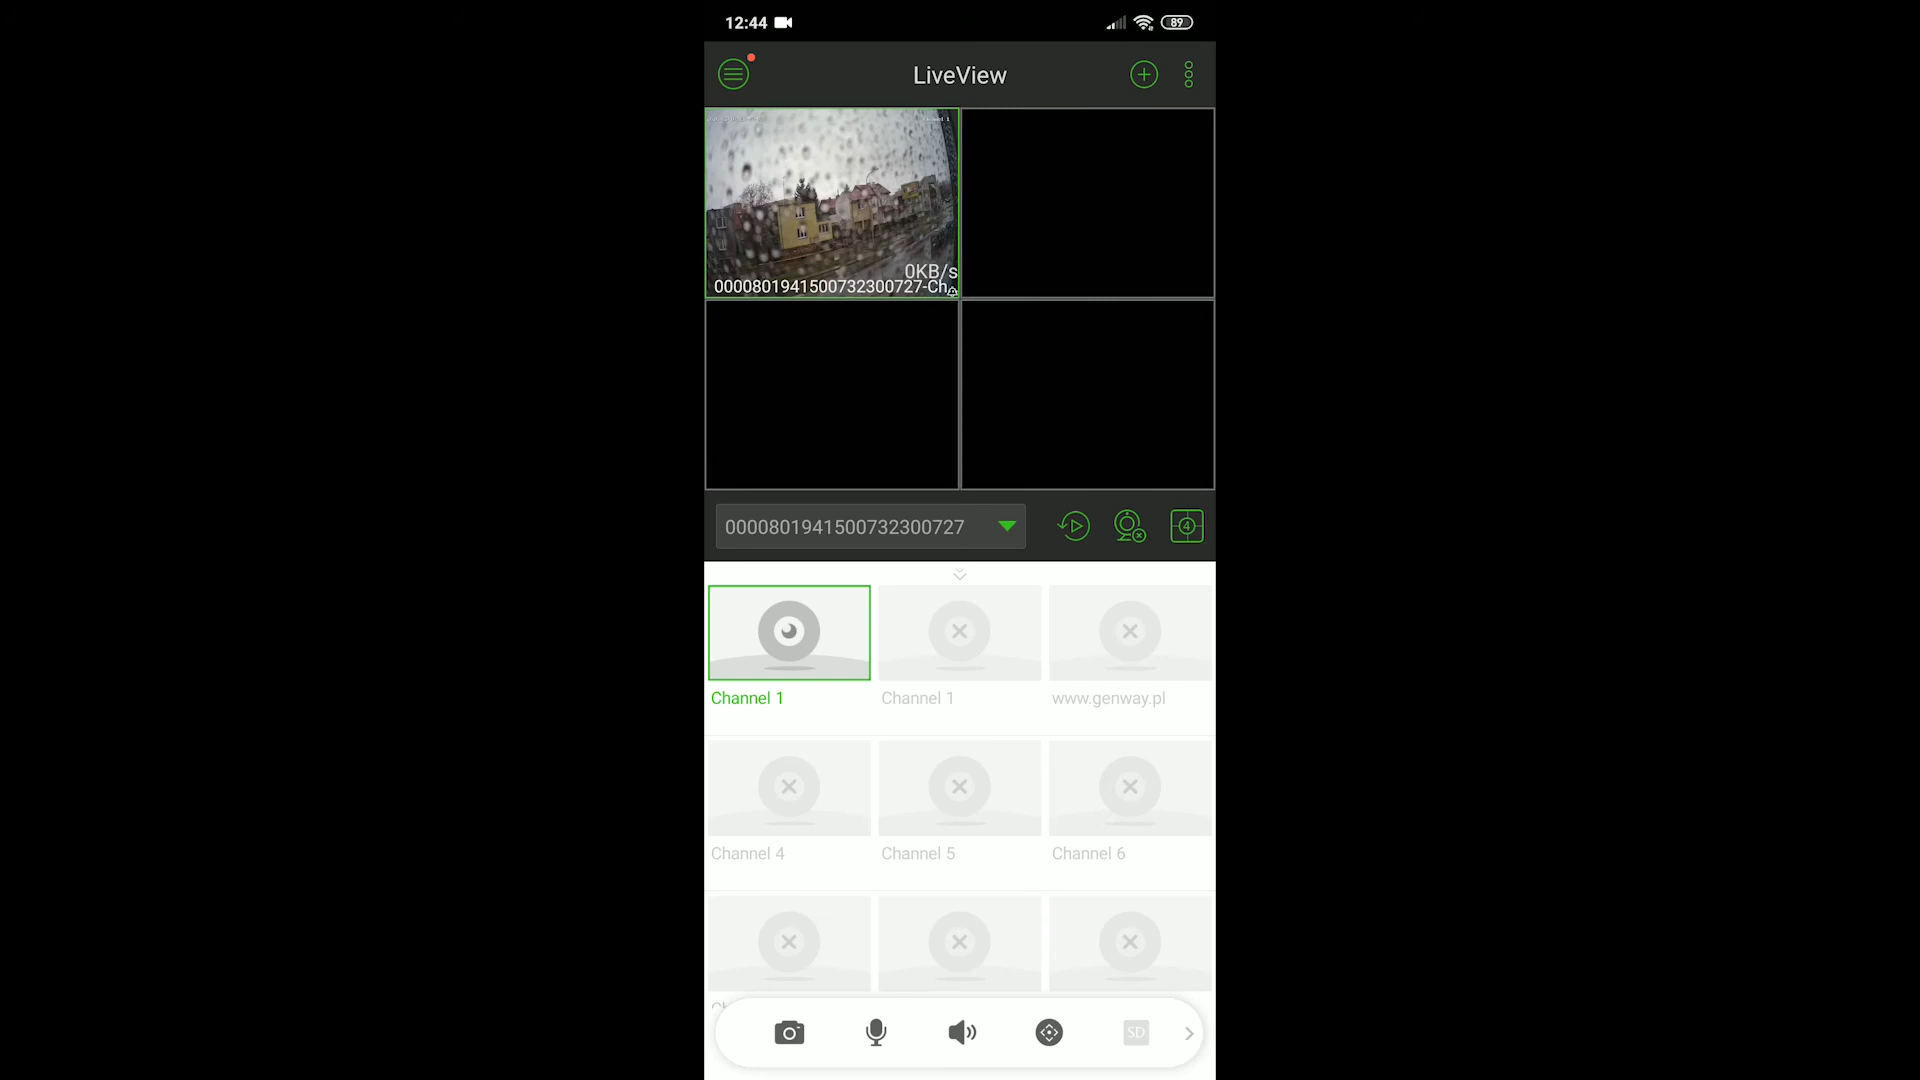 12:44
89
LiveView
0KB/s
0000801941500732300727-Ch
0000801941500732300727
4
Channel 1
Channel 1
www.genway.pl
Channel 4
Channel 5
Channel 6
SD